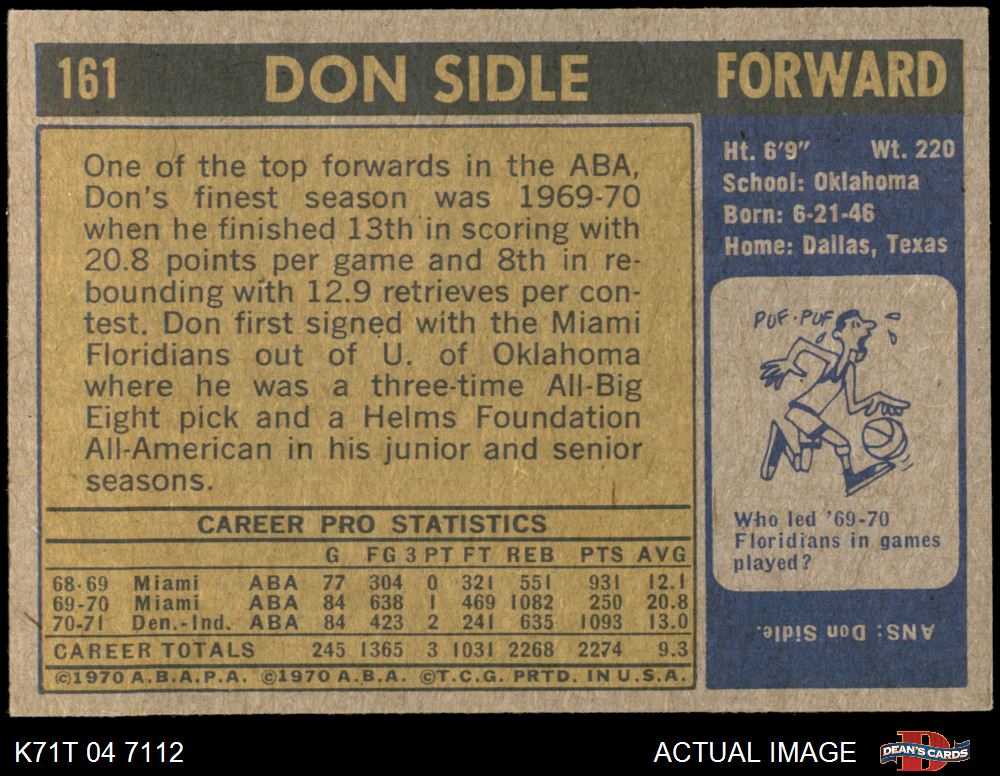 161 DON SIDLE FORWARD
One of the top forwards in the ABA,
Don's finest season was 1969-70
when he finished 13th in scoring with
20.8 points per game and 8th in re-
bounding with 12.9 retrieves per con-
test. Don first signed with the Miami
Floridians out of U. of Oklahoma
where he was a three-time All-Big
Eight pick and a Helms Foundation
All-American in his junior and senior
seasons.
CAREER PRO STATISTICS
G FG 3 PT FT REB PTS AVG
68-69 Miami ABA 77 304 0 321 551 931 12.1
69-70 Miami ABA 84 638 1 469 1082 250 20.8
70-71 Den.-Ind. ABA 84 423 2 241 635 1093 13.0
CAREER TOTALS 245 1365 3 1031 2268 2274 9.3
©1970 A.B.A.P.A. ©1970 A.B.A. ©T.C.G. PRTD. IN U.S.A.
Ht. 6'9" Wt. 220
School: Oklahoma
Born: 6-21-46
Home: Dallas, Texas
PUF-PUF
Who led '69-70
Floridians in games
played?
ANS: Don Sidle.
K71T 04 7112 ACTUAL IMAGE
D
DEAN'S CARDS